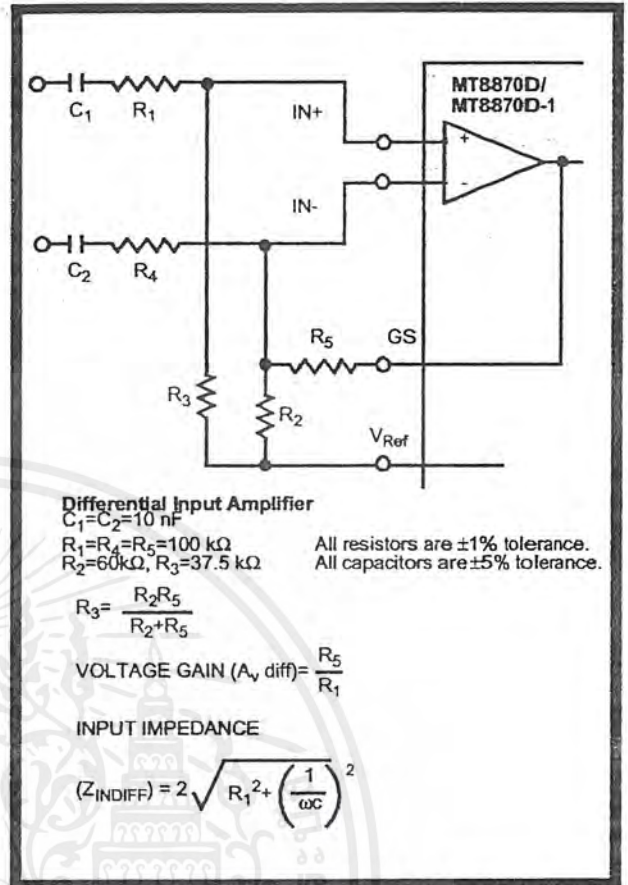 MT8870D/
MT8870D-1
C₁ R₁ IN+ +
IN- -
C₂ R₄
R₅ GS
R₃ R₂
V_Ref
Differential Input Amplifier
C₁=C₂=10 nF
R₁=R₄=R₅=100 kΩ All resistors are ±1% tolerance.
R₂=60kΩ, R₃=37.5 kΩ All capacitors are ±5% tolerance.
R₃= R₂R₅ / R₂+R₅
VOLTAGE GAIN (Aᵥ diff)= R₅ / R₁
INPUT IMPEDANCE
(Z_INDIFF) = 2 √ R₁²+ (1 / ωc)²